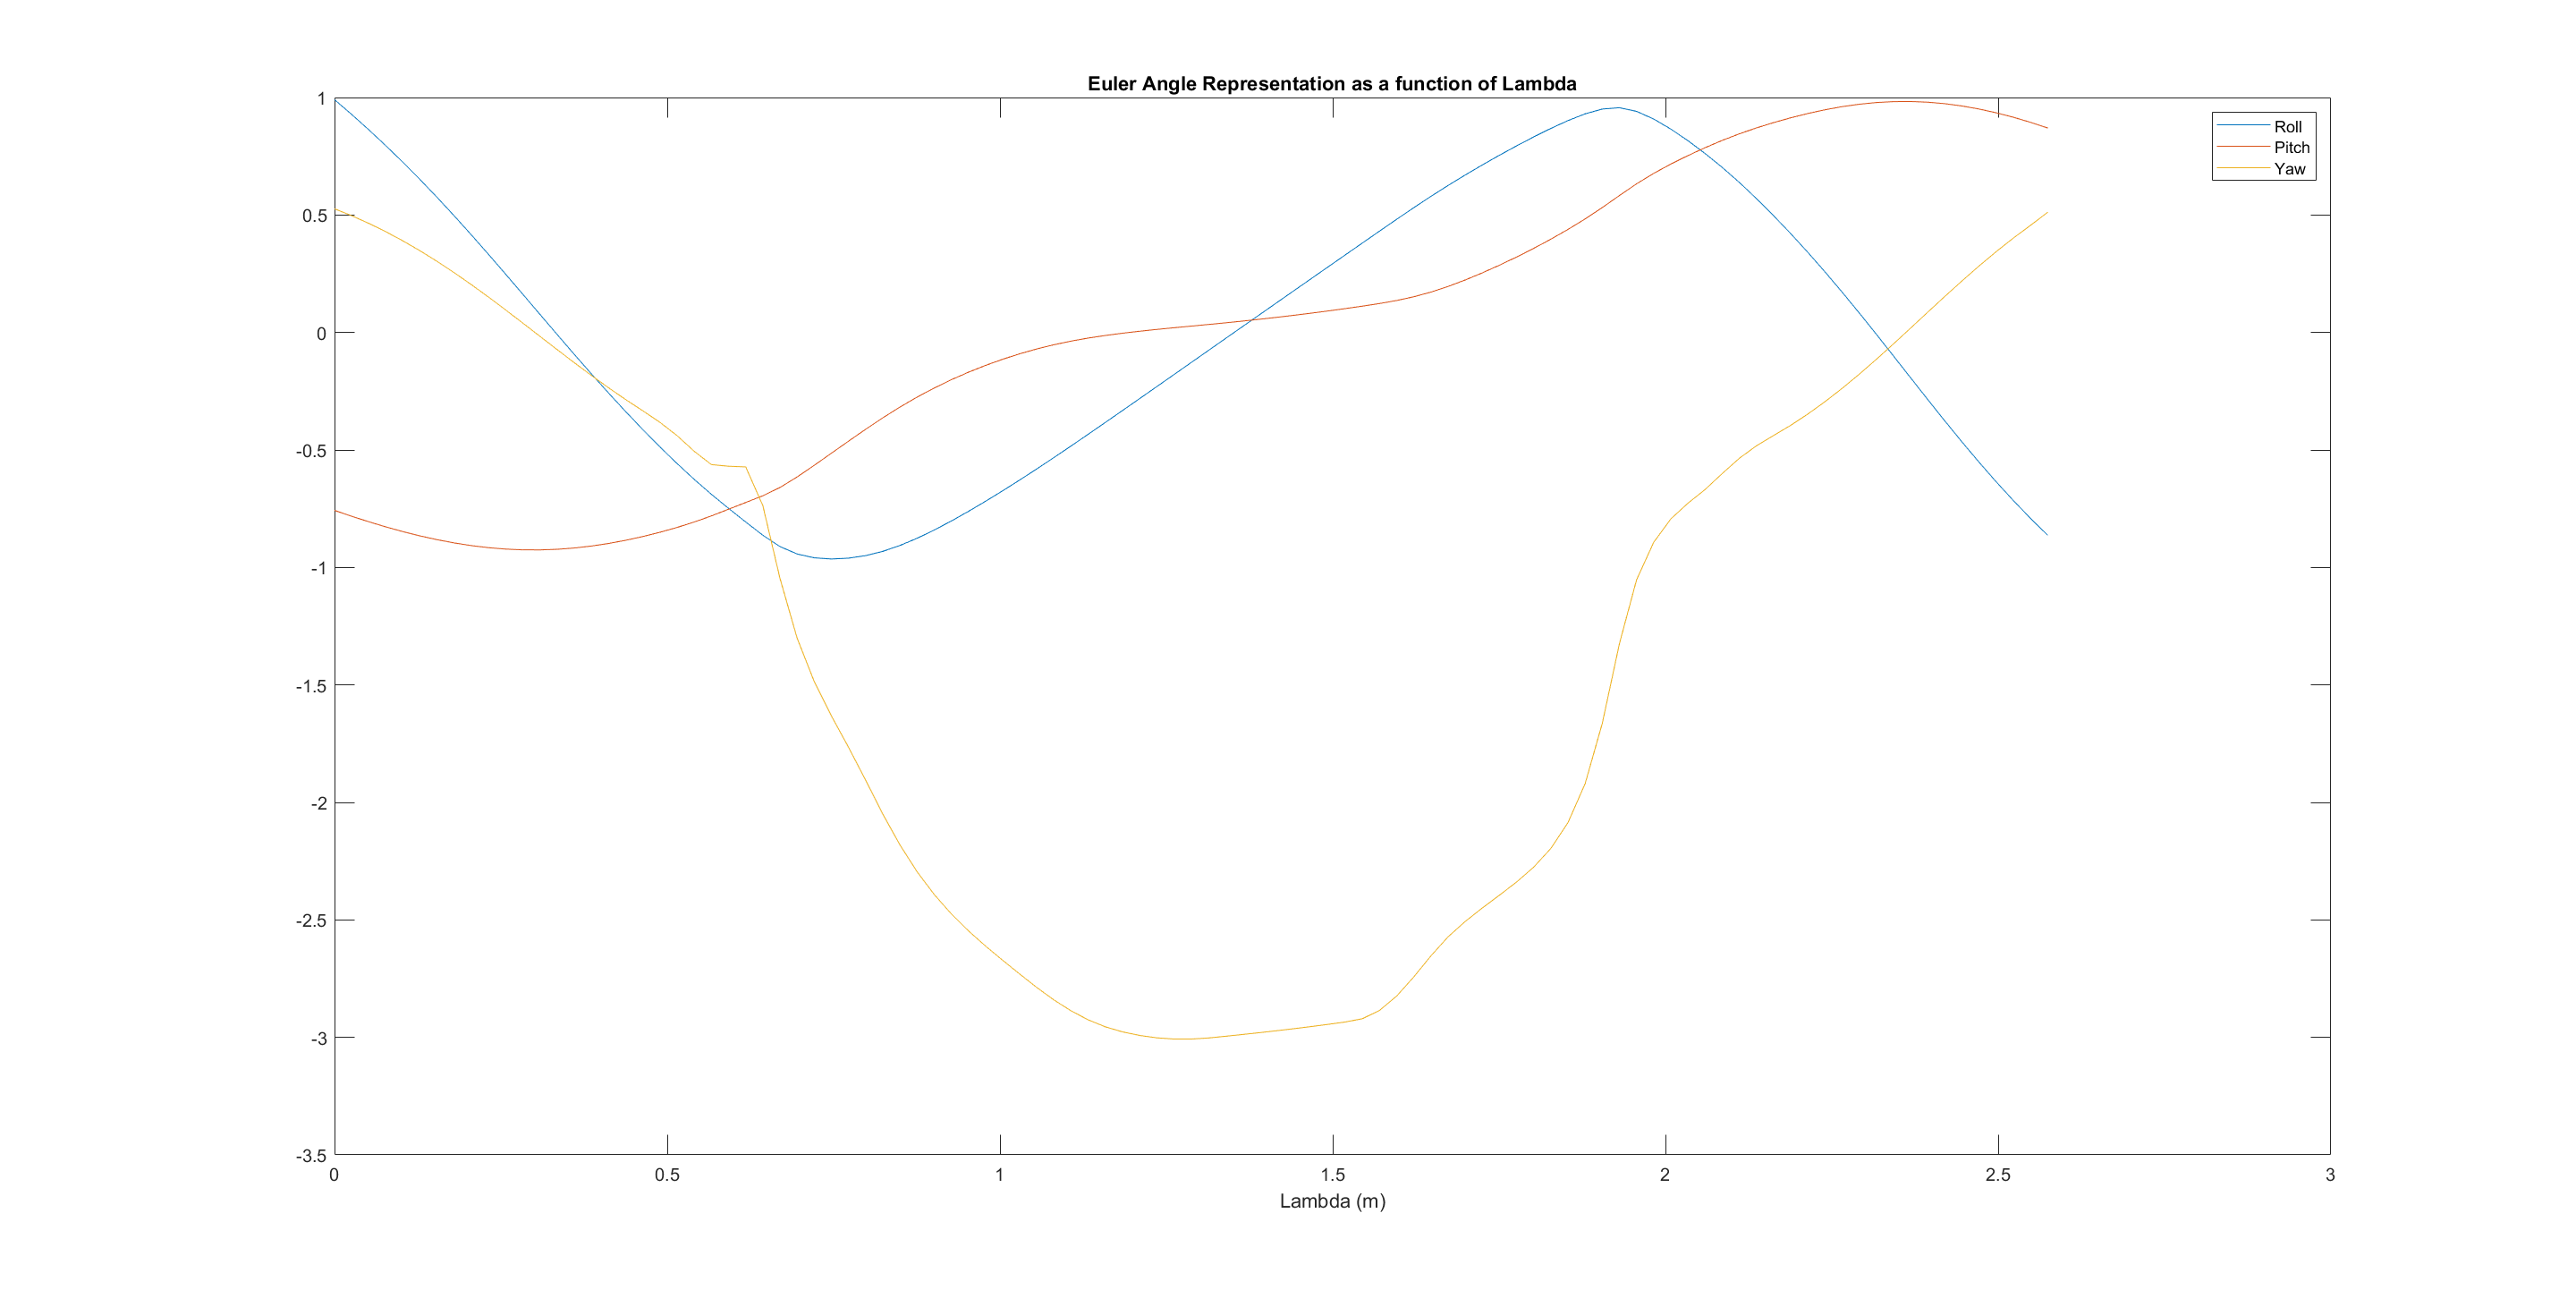 Euler Angle Representation as a function of Lambda
1
0.5
0
-0.5
-1
-1.5
-2
-2.5
-3
-3.5
0 0.5 1 1.5 2 2.5 3
Lambda (m)
Roll
Pitch
Yaw